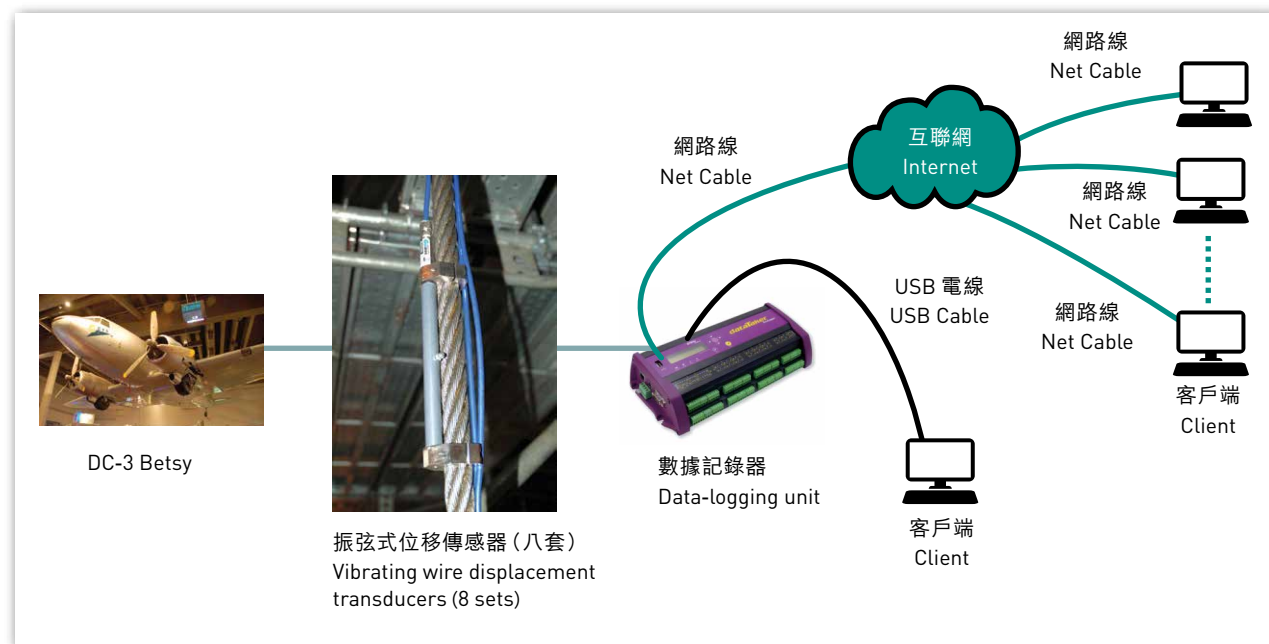 網路線
Net Cable
互聯網
Internet
網路線
Net Cable
網路線
Net Cable
USB 電線
USB Cable
網路線
Net Cable
dataTaker
客戶端
Client
DC-3 Betsy
數據記錄器
Data-logging unit
客戶端
Client
振弦式位移傳感器（八套）
Vibrating wire displacement
transducers (8 sets)